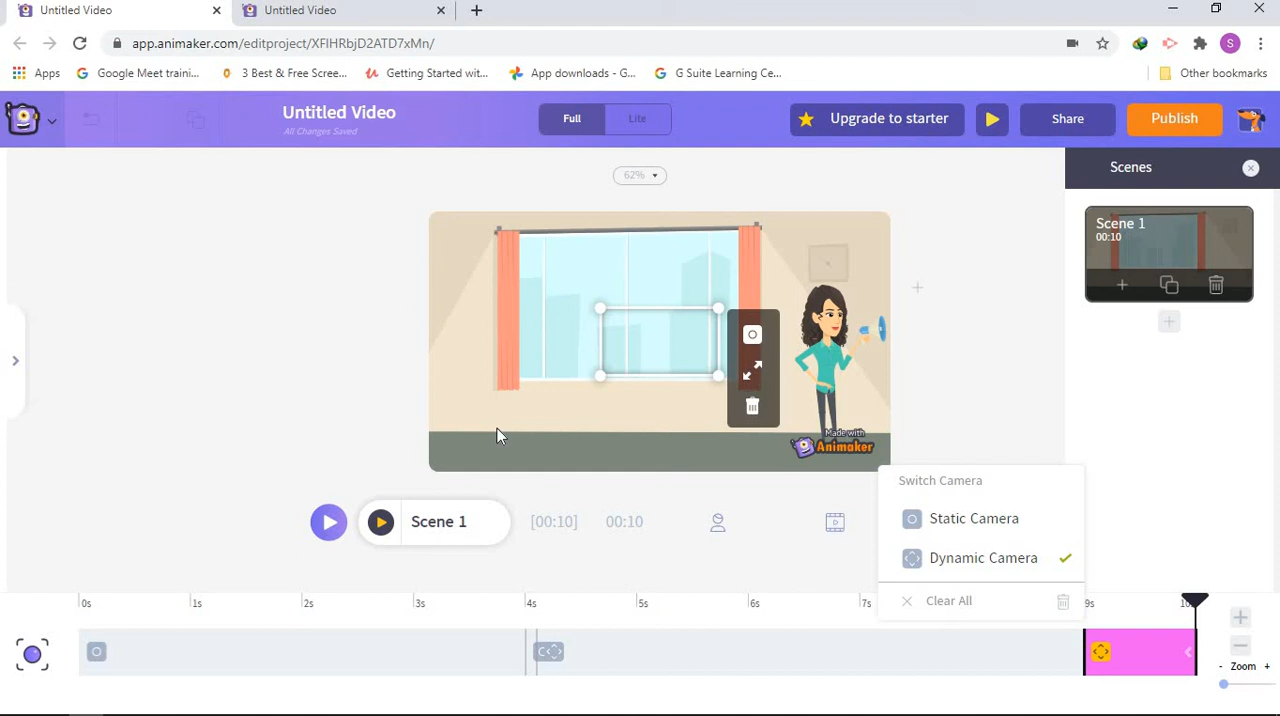 Untitled Video
Untitled Video
app.animaker.com/editproject/XFIHRbjD2ATD7xMn/
S
Apps
Google Meet traini...
3 Best & Free Scree...
Getting Started wit...
App downloads - G...
G Suite Learning Ce...
Other bookmarks
Untitled Video
All Changes Saved
Full
Lite
Upgrade to starter
Share
Publish
62%
Scenes
Scene 1
00:10
Made with
Animaker
Switch Camera
Static Camera
Dynamic Camera
Clear All
Scene 1
[00:10]
00:10
0s
1s
2s
3s
4s
5s
6s
7s
9s
- Zoom +